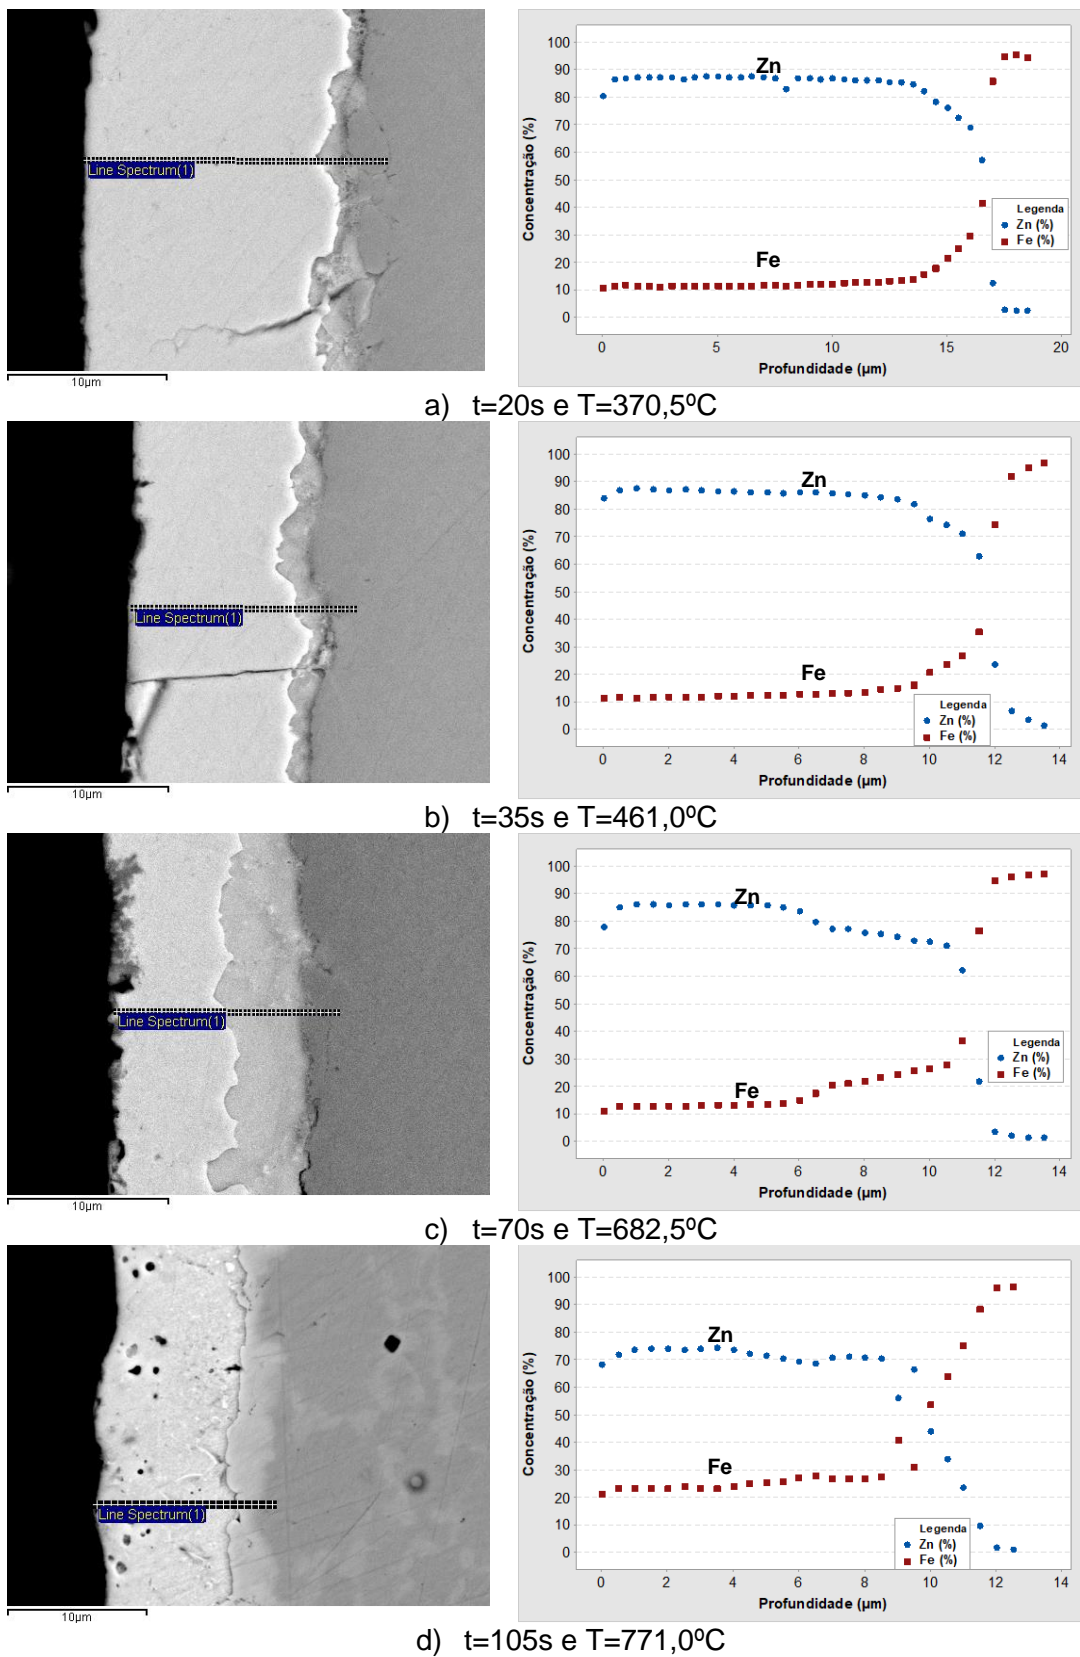 Line Spectrum(1)
10µm
Concentração (%)
100
90
80
70
60
50
40
30
20
10
0
Zn
Fe
Legenda
Zn (%)
Fe (%)
0 5 10 15 20
Profundidade (µm)
a) t=20s e T=370,5ºC
Line Spectrum(1)
10µm
Concentração (%)
100
90
80
70
60
50
40
30
20
10
0
Zn
Fe
Legenda
Zn (%)
Fe (%)
0 2 4 6 8 10 12 14
Profundidade (µm)
b) t=35s e T=461,0ºC
Line Spectrum(1)
10µm
Concentração (%)
100
90
80
70
60
50
40
30
20
10
0
Zn
Fe
Legenda
Zn (%)
Fe (%)
0 2 4 6 8 10 12 14
Profundidade (µm)
c) t=70s e T=682,5ºC
Line Spectrum(1)
10µm
Concentração (%)
100
90
80
70
60
50
40
30
20
10
0
Zn
Fe
Legenda
Zn (%)
Fe (%)
0 2 4 6 8 10 12 14
Profundidade (µm)
d) t=105s e T=771,0ºC